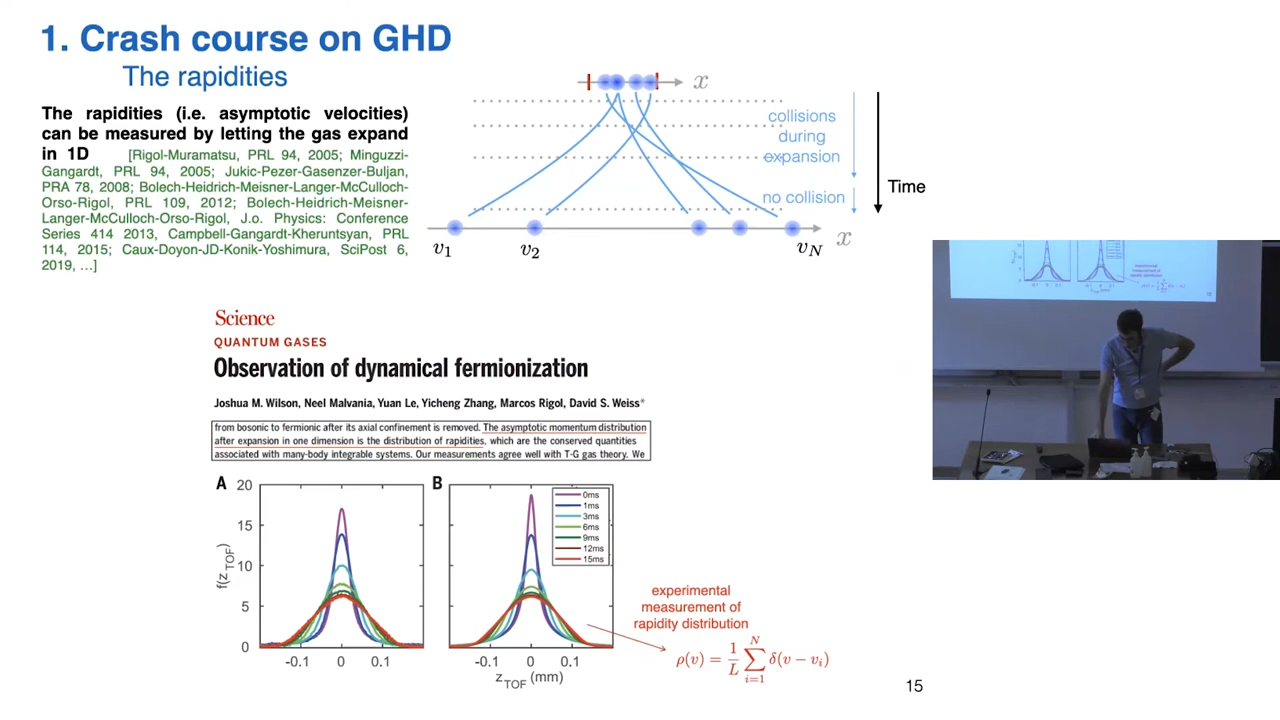 1. Crash course on GHD
The rapidities
The rapidities (i.e. asymptotic velocities)
can be measured by letting the gas expand
in 1D [Rigol-Muramatsu, PRL 94, 2005; Minguzzi-
Gangardt, PRL 94, 2005; Jukic-Pezer-Gasenzer-Buljan,
PRA 78, 2008; Bolech-Heidrich-Meisner-Langer-McCulloch-
Orso-Rigol, PRL 109, 2012; Bolech-Heidrich-Meisner-
Langer-McCulloch-Orso-Rigol, J.o. Physics: Conference
Series 414 2013, Campbell-Gangardt-Kheruntsyan, PRL
114, 2015; Caux-Doyon-JD-Konik-Yoshimura, SciPost 6,
2019, ...]
x
collisions
during
expansion
no collision
Time
x
v1 v2 vN
Science
QUANTUM GASES
Observation of dynamical fermionization
Joshua M. Wilson, Neel Malvania, Yuan Le, Yicheng Zhang, Marcos Rigol, David S. Weiss*
from bosonic to fermionic after its axial confinement is removed. The asymptotic momentum distribution
after expansion in one dimension is the distribution of rapidities, which are the conserved quantities
associated with many-body integrable systems. Our measurements agree well with T-G gas theory. We
A B
20
15
10
5
0
f(z_TOF)
-0.1 0 0.1
-0.1 0 0.1
z_TOF (mm)
0ms
1ms
3ms
6ms
9ms
12ms
15ms
experimental
measurement of
rapidity distribution
ρ(v) = 1/L ∑_{i=1}^{N} δ(v − v_i)
15